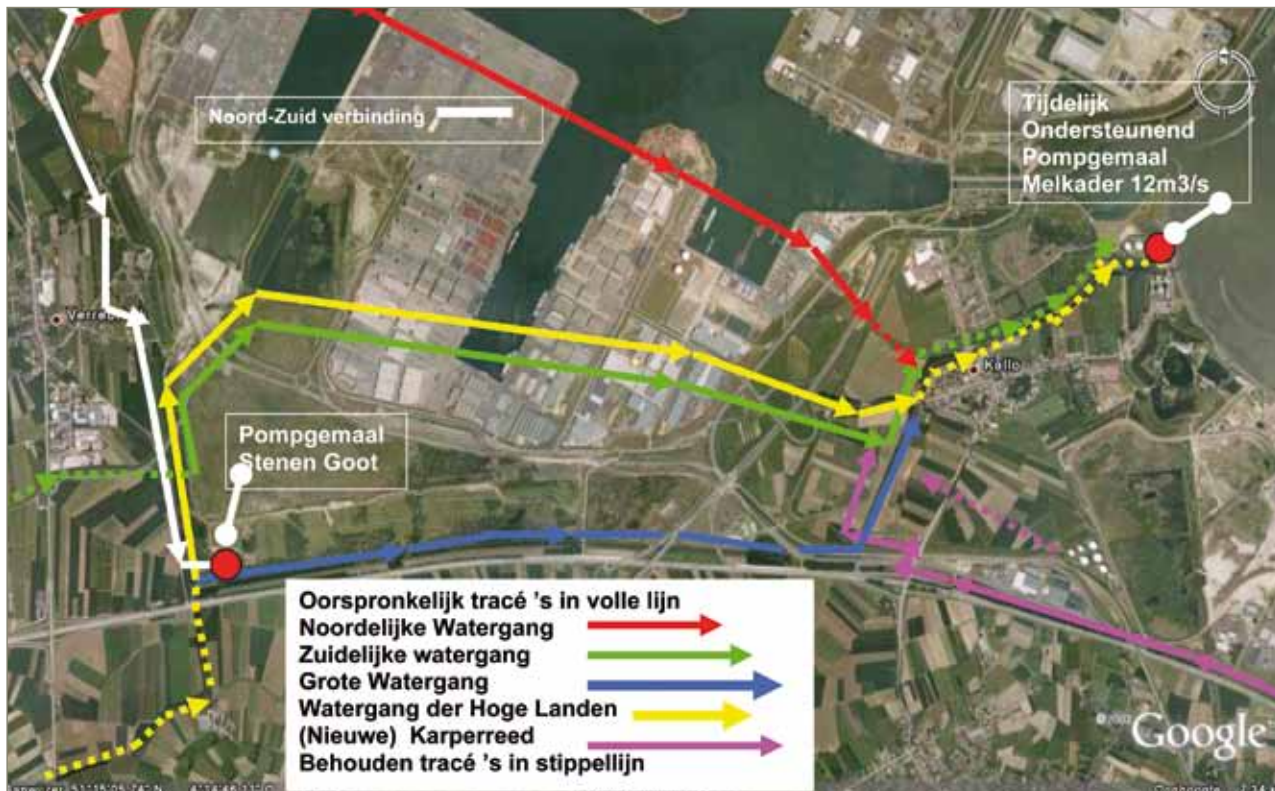 Noord-Zuid verbinding
Tijdelijk
Ondersteunend
Pompgemaal
Melkader 12m3/s
N
Kallo
Pompgemaal
Stenen Goot
Oorspronkelijk tracé 's in volle lijn
Noordelijke Watergang
Zuidelijke watergang
Grote Watergang
Watergang der Hoge Landen
(Nieuwe) Karperreed
Behouden tracé 's in stippellijn
Google